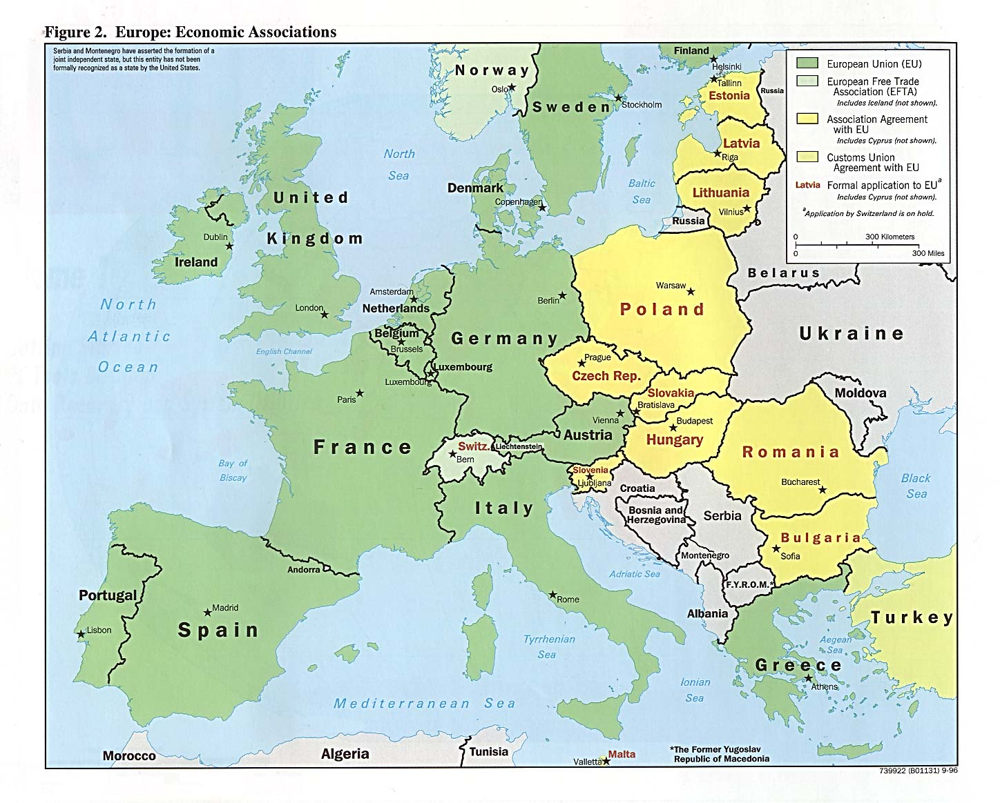 Figure 2. Europe: Economic Associations
Serbia and Montenegro have asserted the formation of a
joint independent state, but this entity has not been
formally recognized as a state by the United States.
European Union (EU)
European Free Trade
Association (EFTA)
Includes Iceland (not shown).
Association Agreement
with EU
Includes Cyprus (not shown).
Customs Union
Agreement with EU
Latvia Formal application to EUª
Includes Cyprus (not shown).
ªApplication by Switzerland is on hold.
0 300 Kilometers
0 300 Miles
Finland
Helsinki
Norway
Oslo
Sweden
Stockholm
Tallinn
Estonia
Russia
Latvia
Riga
North
Sea
Baltic
Sea
Lithuania
Vilnius
Russia
Denmark
Copenhagen
United
Kingdom
Dublin
Ireland
London
Belarus
Amsterdam
Netherlands
Berlin
Warsaw
Poland
North
Atlantic
Ocean
Belgium
Brussels
Germany
Ukraine
English Channel
Luxembourg
Luxembourg
Prague
Czech Rep.
Paris
Slovakia
Bratislava
Moldova
Vienna
Austria
Budapest
Hungary
France
Switz.
Bern
Liechtenstein
Romania
Bucharest
Bay of
Biscay
Slovenia
Ljubljana
Croatia
Black
Sea
Italy
Bosnia and
Herzegovina
Serbia
Bulgaria
Sofia
Montenegro
Andorra
Adriatic Sea
F.Y.R.O.M.*
Portugal
Lisbon
Madrid
Spain
Rome
Albania
Turkey
Tyrrhenian
Sea
Aegean
Sea
Greece
Athens
Ionian
Sea
Mediterranean Sea
Morocco
Algeria
Tunisia
Malta
Valletta
*The Former Yugoslav
Republic of Macedonia
739922 (B01131) 9-96